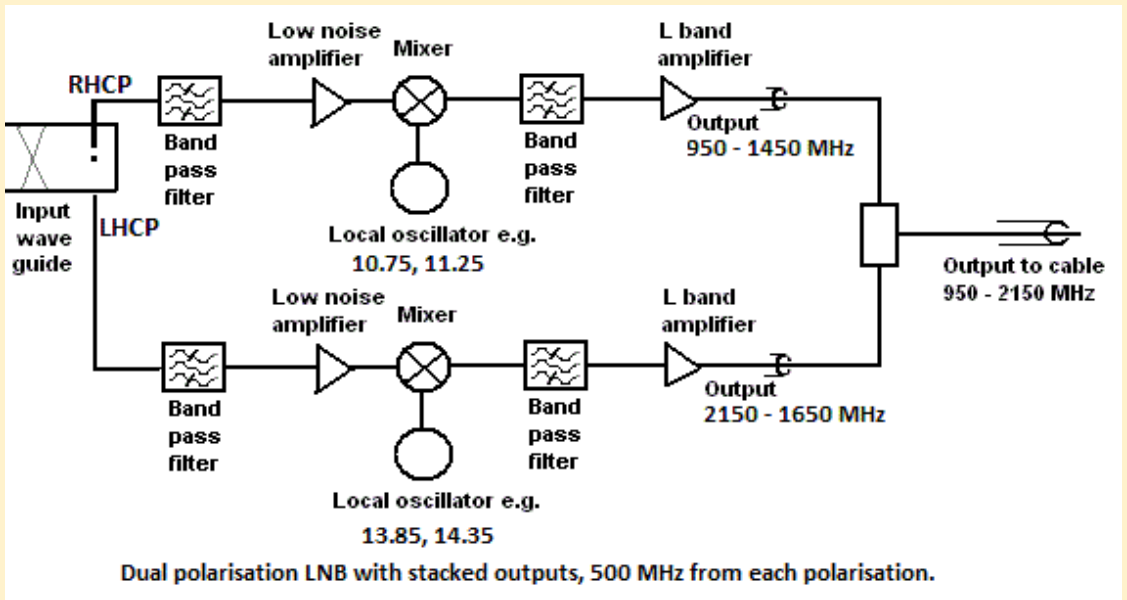 Low noise
amplifier
Mixer
L band
amplifier
RHCP
Band
pass
filter
Output
950 - 1450 MHz
Band
pass
filter
Input
wave
guide
LHCP
Local oscillator e.g.
10.75, 11.25
Output to cable
950 - 2150 MHz
Low noise
amplifier
Mixer
L band
amplifier
Band
pass
filter
Output
2150 - 1650 MHz
Band
pass
filter
Local oscillator e.g.
13.85, 14.35
Dual polarisation LNB with stacked outputs, 500 MHz from each polarisation.